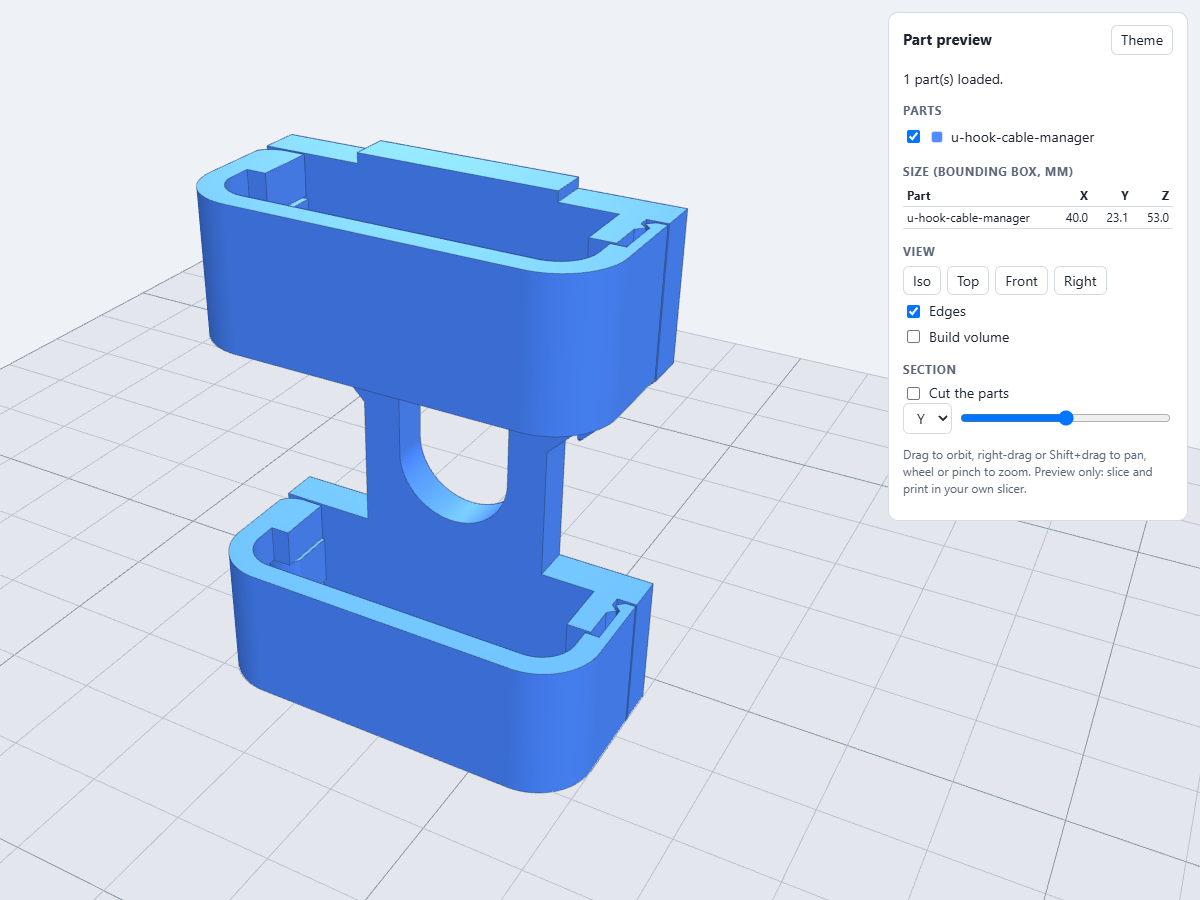 Part preview
Theme
1 part(s) loaded.
PARTS
u-hook-cable-manager
SIZE (BOUNDING BOX, MM)
Part X Y Z
u-hook-cable-manager 40.0 23.1 53.0
VIEW
Iso Top Front Right
Edges
Build volume
SECTION
Cut the parts
Y
Drag to orbit, right-drag or Shift+drag to pan,
wheel or pinch to zoom. Preview only: slice and
print in your own slicer.